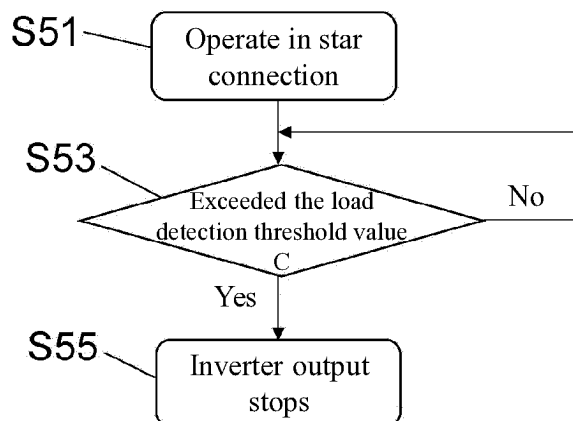 S51
Operate in star
connection
S53
Exceeded the load
detection threshold value
C
No
Yes
S55
Inverter output
stops